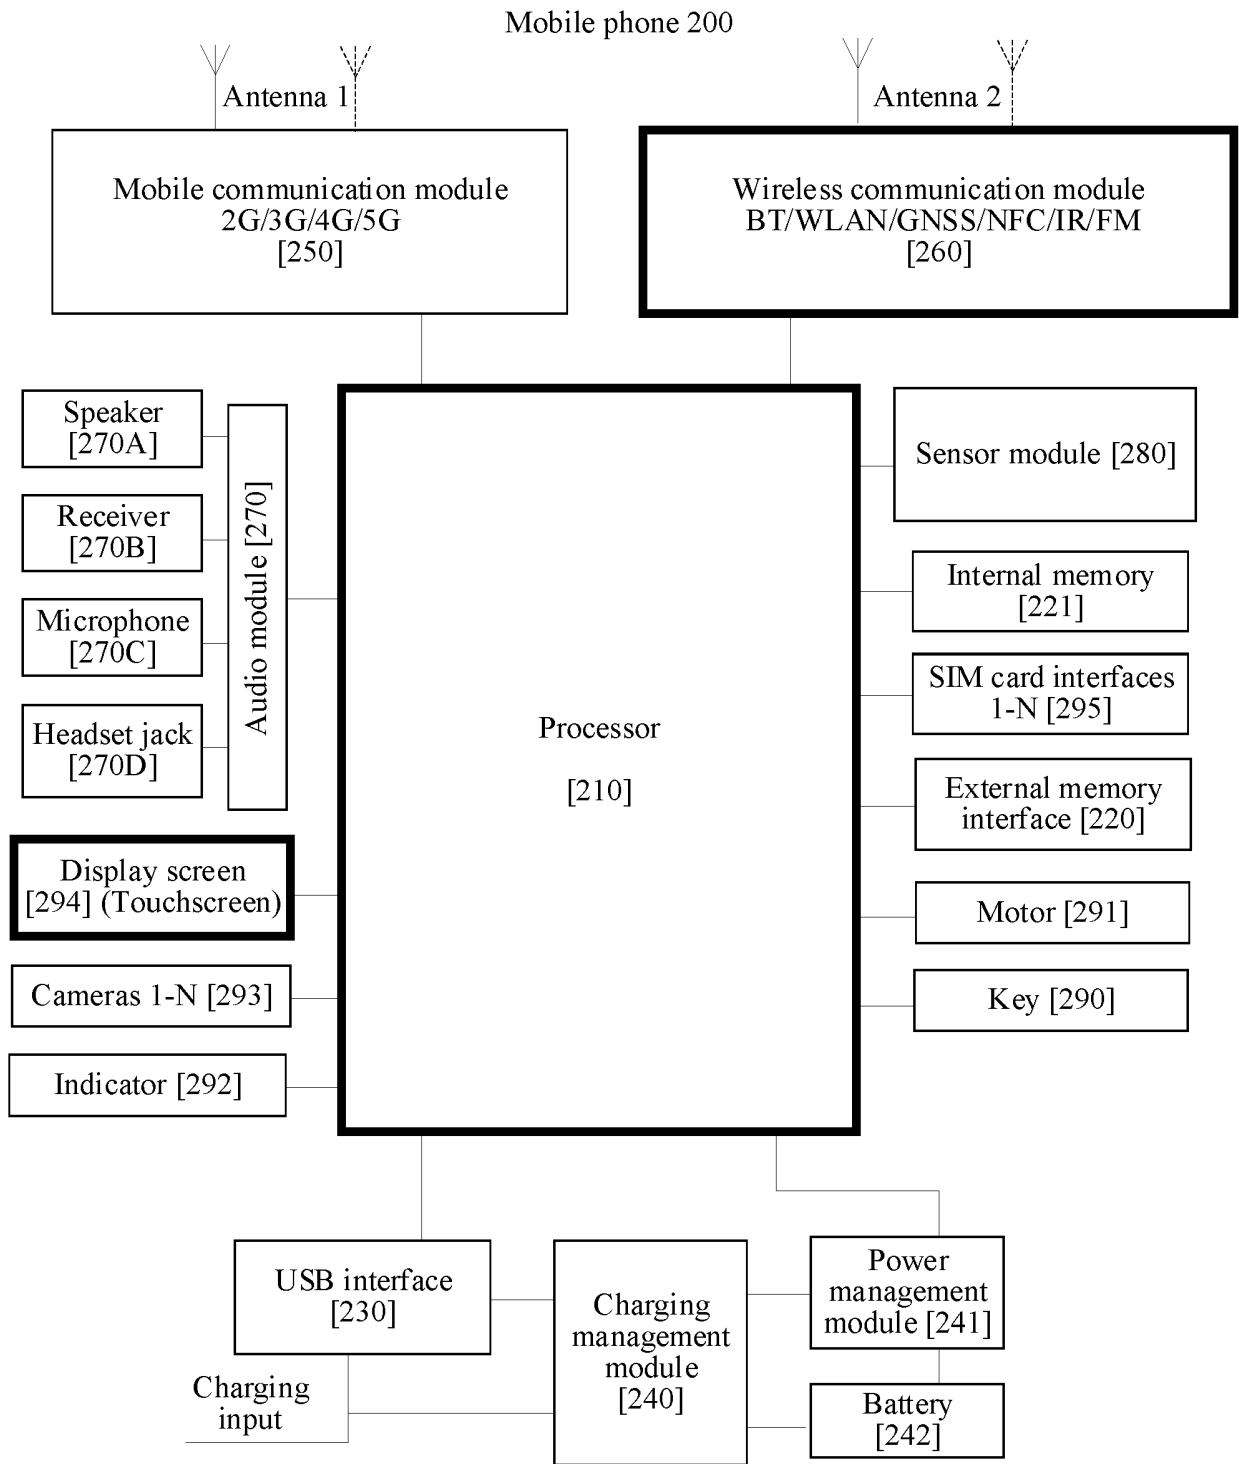 Mobile phone 200
Antenna 1
Antenna 2
Mobile communication module
2G/3G/4G/5G
[250]
Wireless communication module
BT/WLAN/GNSS/NFC/IR/FM
[260]
Speaker
[270A]
Receiver
[270B]
Microphone
[270C]
Headset jack
[270D]
Audio module [270]
Display screen
[294] (Touchscreen)
Cameras 1-N [293]
Indicator [292]
Processor
[210]
Sensor module [280]
Internal memory
[221]
SIM card interfaces
1-N [295]
External memory
interface [220]
Motor [291]
Key [290]
USB interface
[230]
Charging
input
Charging
management
module
[240]
Power
management
module [241]
Battery
[242]